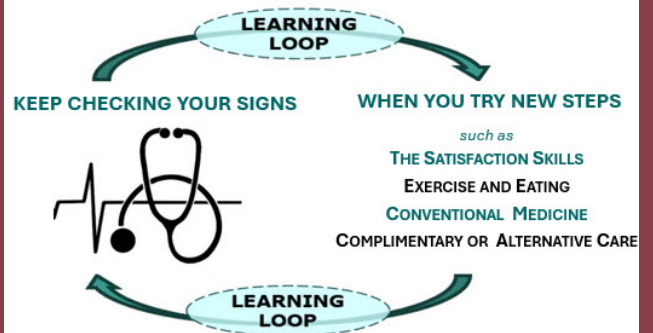 LEARNING
LOOP
KEEP CHECKING YOUR SIGNS
WHEN YOU TRY NEW STEPS
such as
THE SATISFACTION SKILLS
EXERCISE AND EATING
CONVENTIONAL MEDICINE
COMPLIMENTARY OR ALTERNATIVE CARE
LEARNING
LOOP